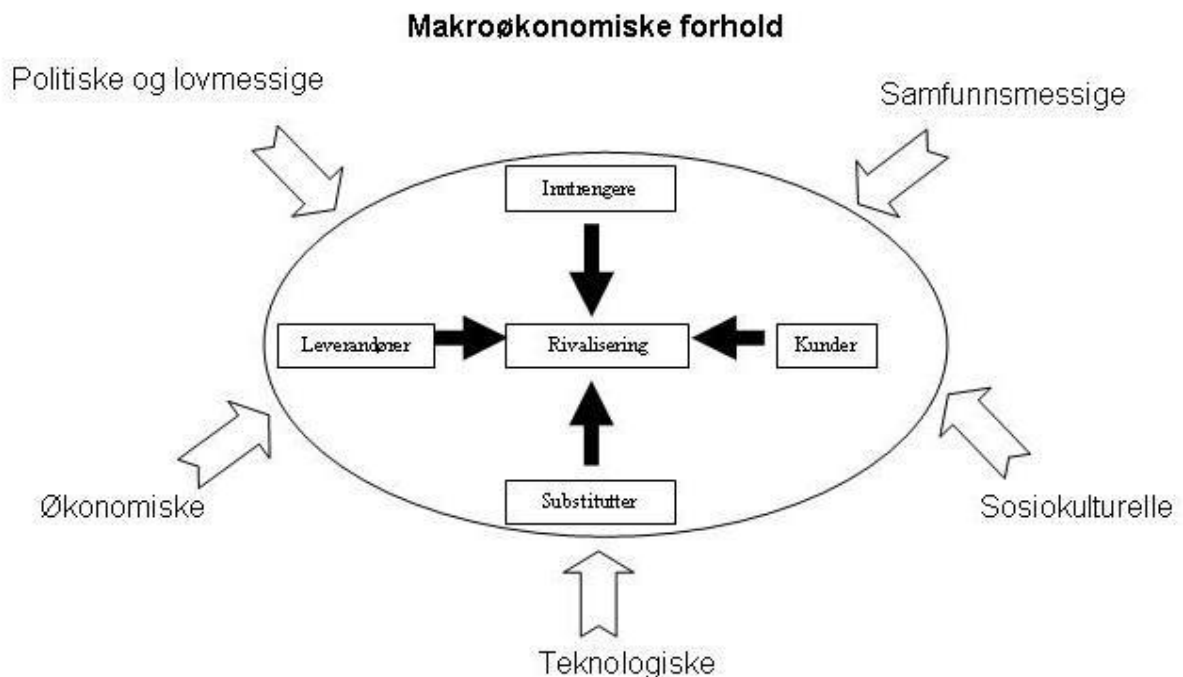 Makroøkonomiske forhold
Politiske og lovmessige
Samfunnsmessige
Inntrengere
Leverandører
Rivalisering
Kunder
Substitutter
Økonomiske
Sosiokulturelle
Teknologiske